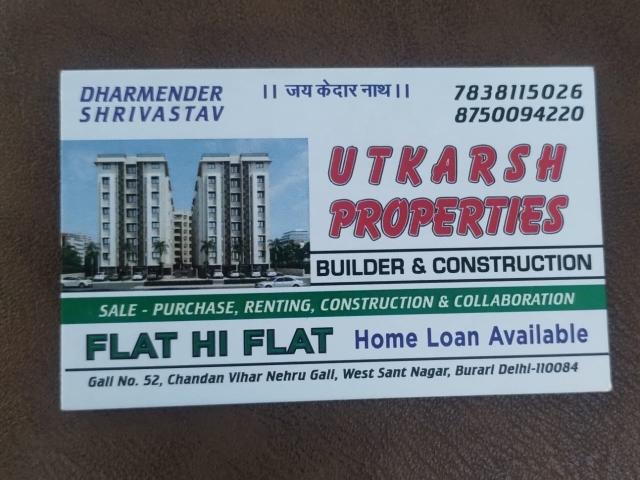 DHARMENDER
SHRIVASTAV
।। जय केदार नाथ।।
7838115026
8750094220
UTKARSH
PROPERTIES
BUILDER & CONSTRUCTION
SALE - PURCHASE, RENTING, CONSTRUCTION & COLLABORATION
FLAT HI FLAT
Home Loan Available
Gali No. 52, Chandan Vihar Nehru Gali, West Sant Nagar, Burari Delhi-110084